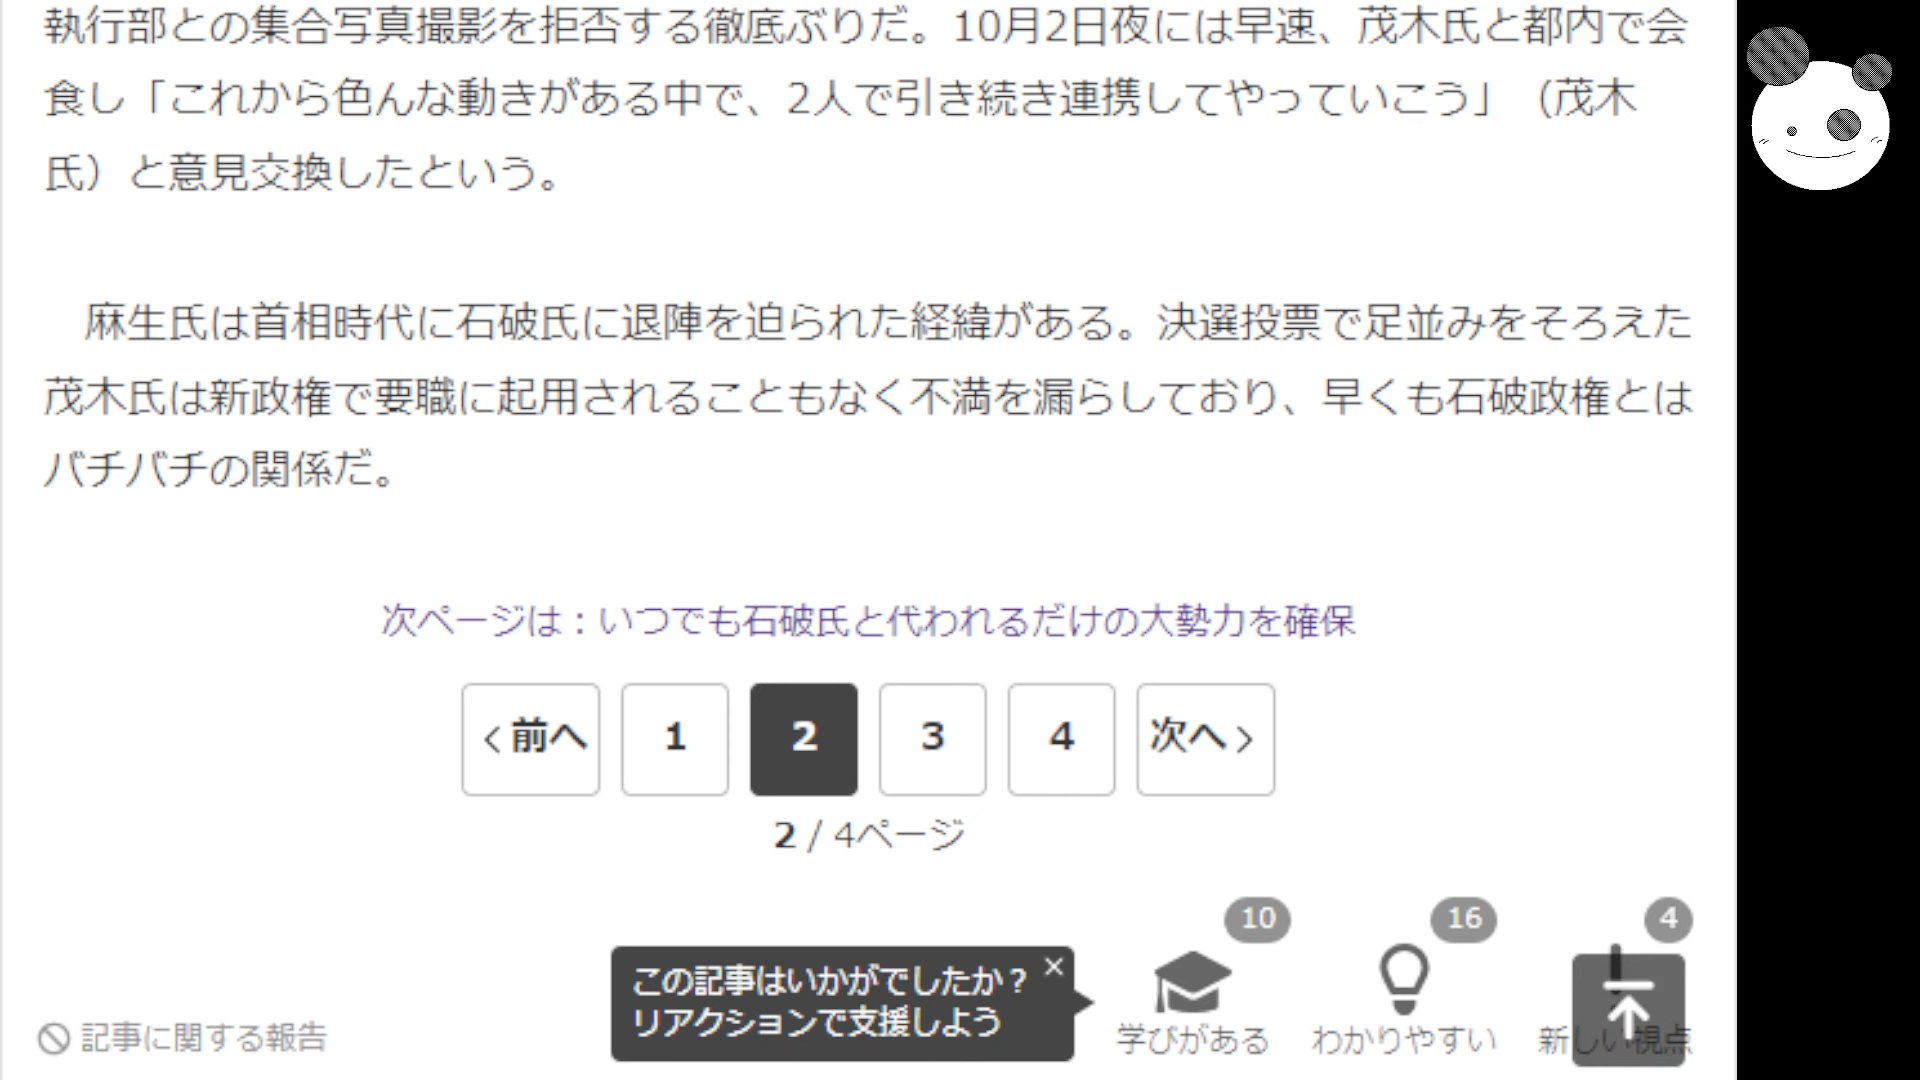 執行部との集合写真撮影を拒否する徹底ぶりだ。10月2日夜には早速、茂木氏と都内で会
食し「これから色んな動きがある中で、2人で引き続き連携してやっていこう」（茂木
氏）と意見交換したという。
麻生氏は首相時代に石破氏に退陣を迫られた経緯がある。決選投票で足並みをそろえた
茂木氏は新政権で要職に起用されることもなく不満を漏らしており、早くも石破政権とは
バチバチの関係だ。
次ページは：いつでも石破氏と代われるだけの大勢力を確保
前へ 1 2 3 4 次へ
2 / 4ページ
10 16 4
この記事はいかがでしたか？
リアクションで支援しよう
記事に関する報告
学びがある わかりやすい 新しい視点